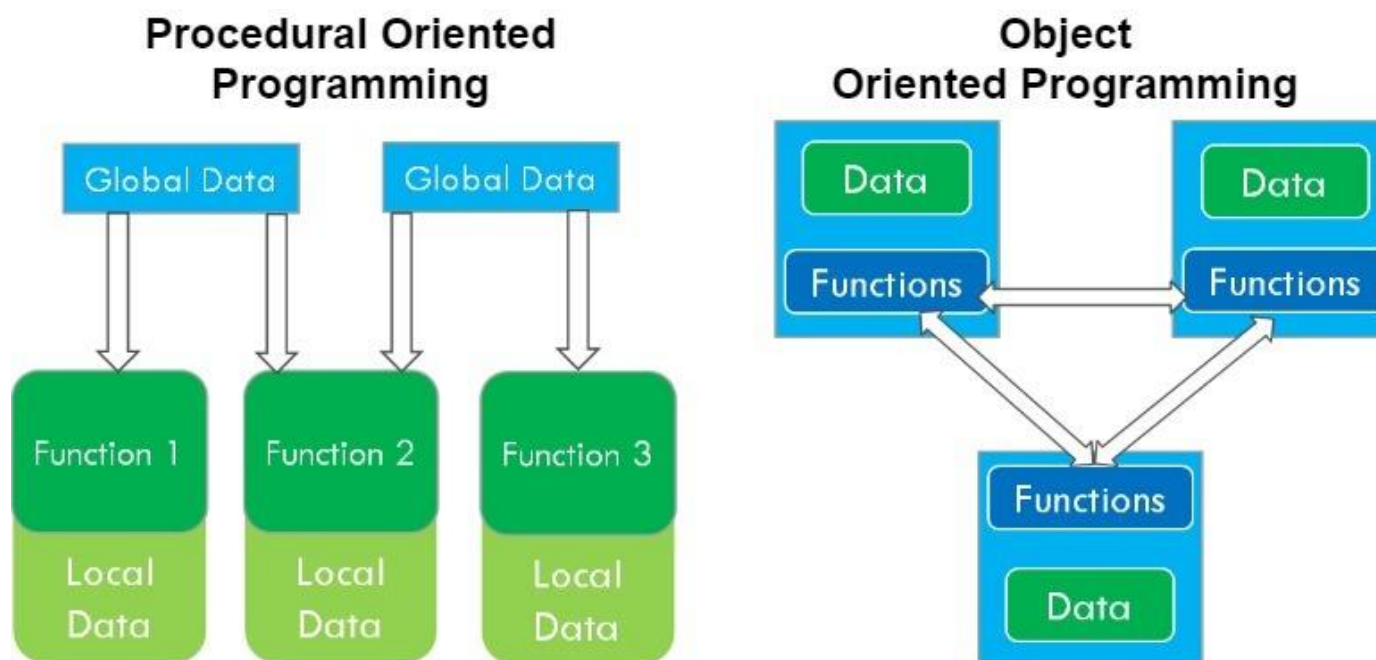 Procedural Oriented
Programming
Global Data
Global Data
Function 1
Function 2
Function 3
Local
Data
Local
Data
Local
Data
Object
Oriented Programming
Data
Functions
Data
Functions
Functions
Data